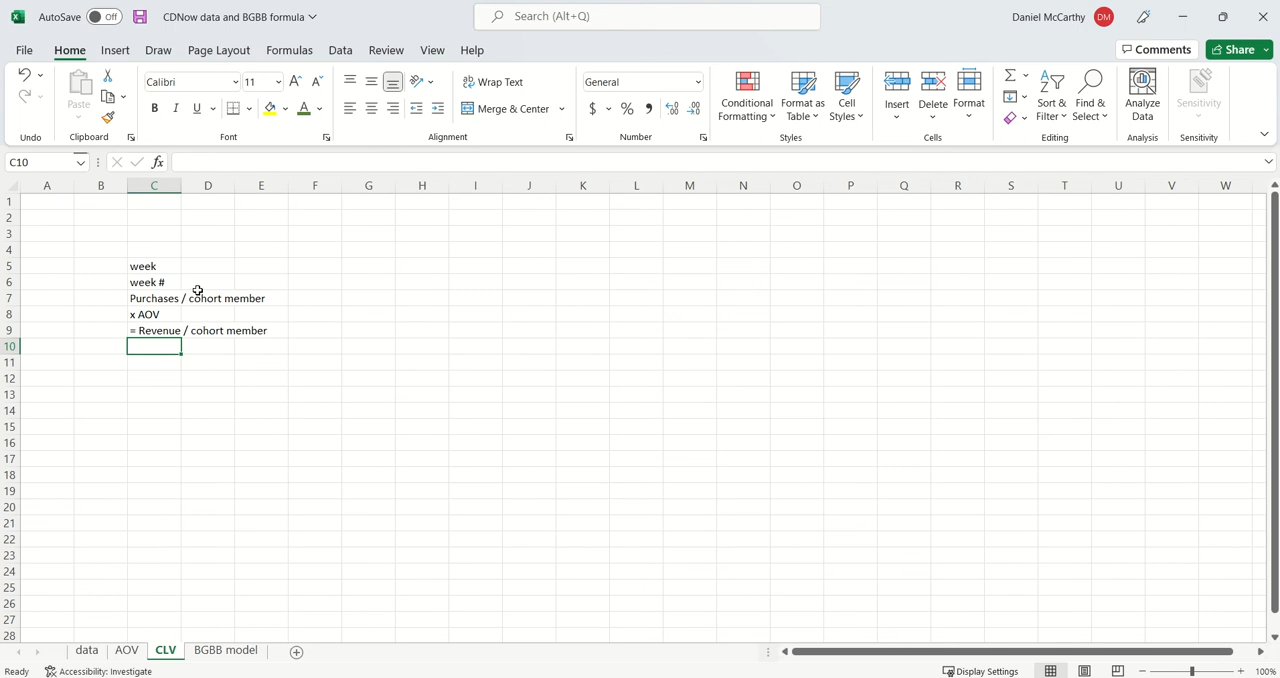 AutoSave Off CDNow data and BGBB formula Search (Alt+Q) Daniel McCarthy DM
File Home Insert Draw Page Layout Formulas Data Review View Help Comments Share
Calibri 11 Wrap Text General
Paste Merge & Center $ % Conditional Formatting Format as Table Cell Styles Insert Delete Format Sort & Filter Find & Select Analyze Data Sensitivity
Undo Clipboard Font Alignment Number Styles Cells Editing Analysis Sensitivity
C10 fx
A B C D E F G H I J K L M N O P Q R S T U V W
1
2
3
4
5 week
6 week #
7 Purchases / cohort member
8 x AOV
9 = Revenue / cohort member
10
11
12
13
14
15
16
17
18
19
20
21
22
23
24
25
26
27
28
data AOV CLV BGBB model
Ready Accessibility: Investigate Display Settings 100%